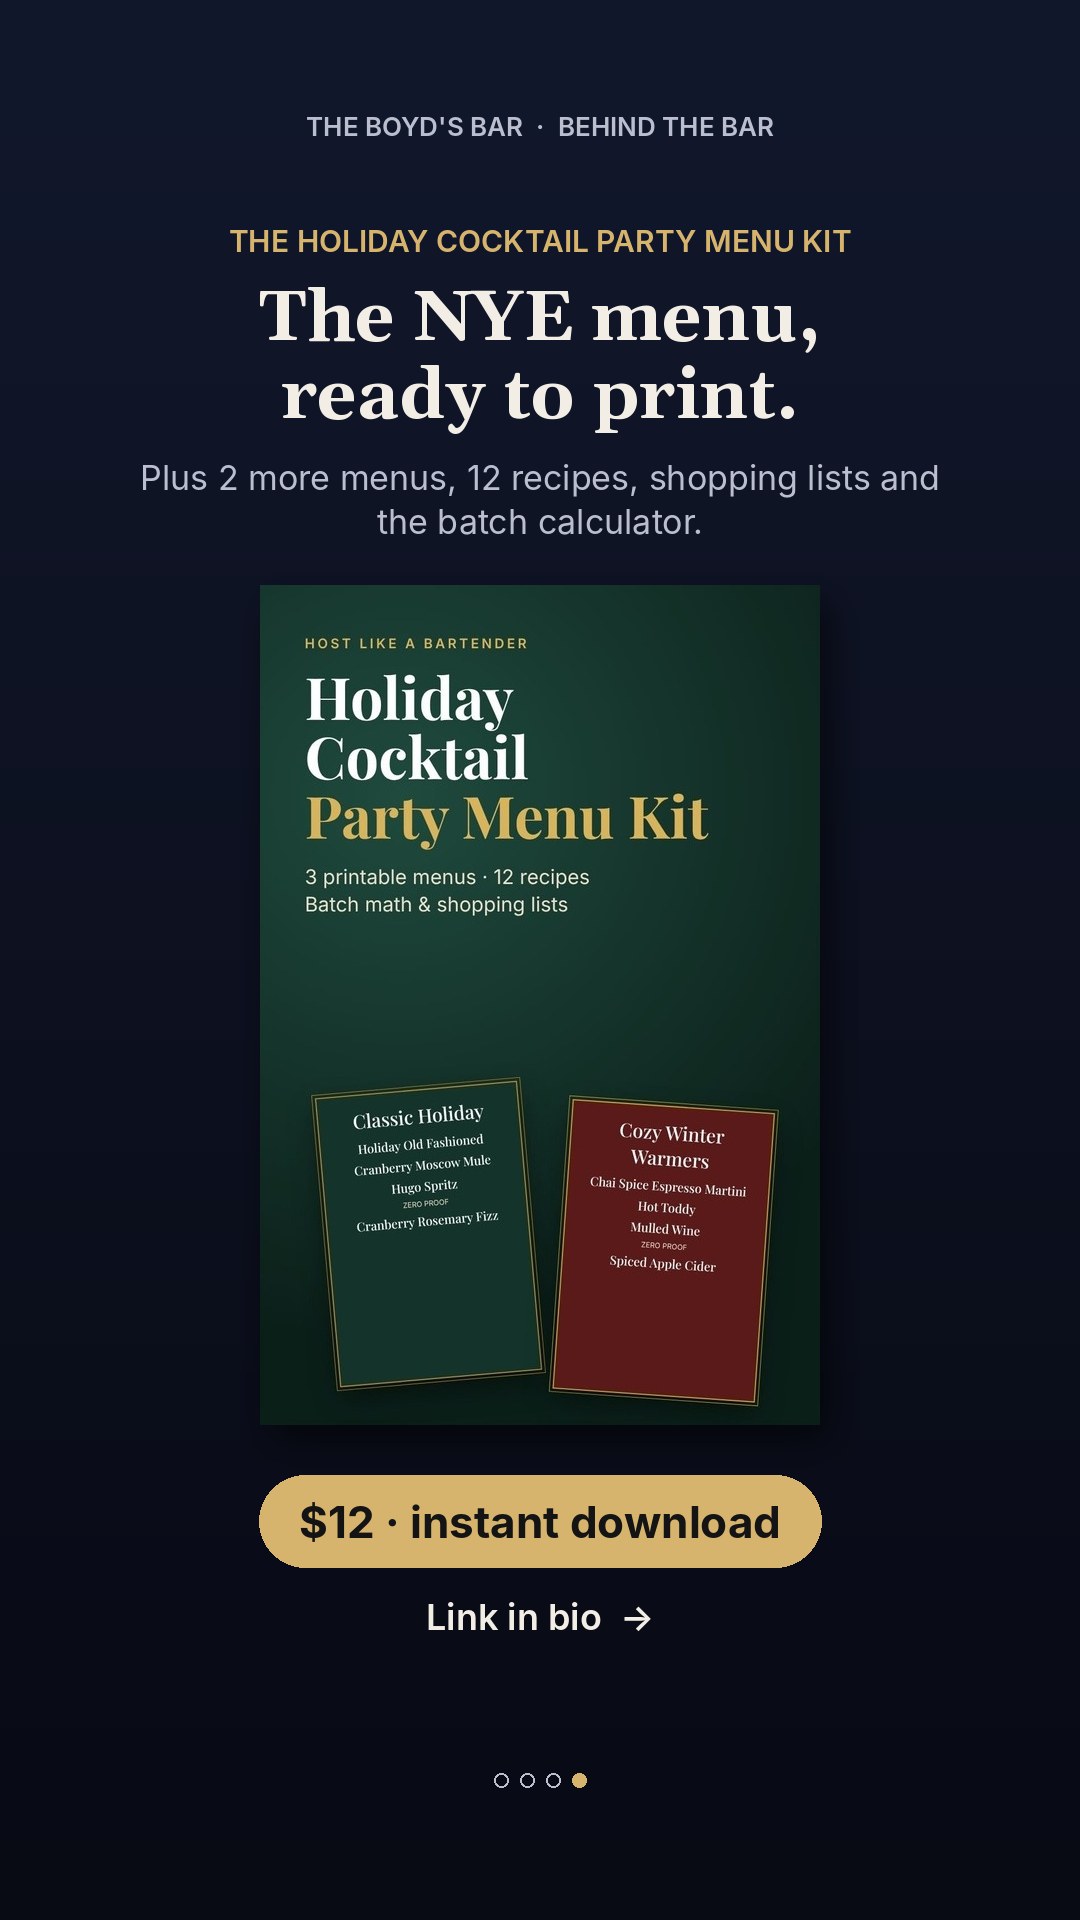 THE BOYD'S BAR · BEHIND THE BAR
THE HOLIDAY COCKTAIL PARTY MENU KIT
The NYE menu,
ready to print.
Plus 2 more menus, 12 recipes, shopping lists and
the batch calculator.
HOST LIKE A BARTENDER
Holiday
Cocktail
Party Menu Kit
3 printable menus · 12 recipes
Batch math & shopping lists
Classic Holiday
Holiday Old Fashioned
Cranberry Moscow Mule
Hugo Spritz
ZERO PROOF
Cranberry Rosemary Fizz
Cozy Winter
Warmers
Chai Spice Espresso Martini
Hot Toddy
Mulled Wine
ZERO PROOF
Spiced Apple Cider
$12 · instant download
Link in bio →